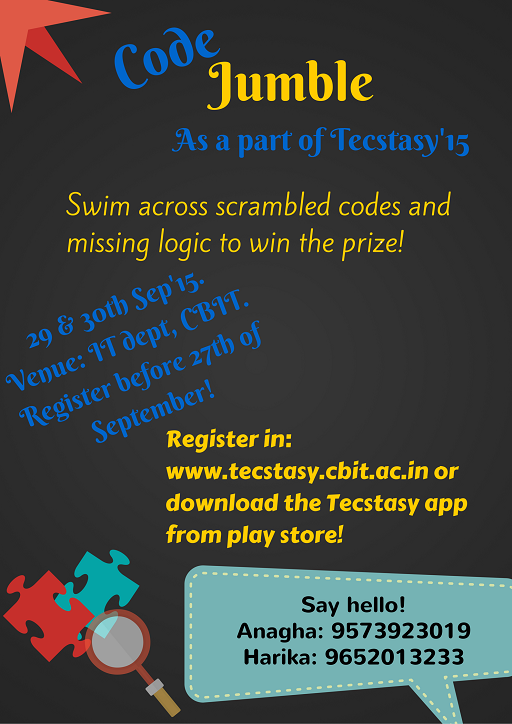 Code
Jumble
As a part of Tecstasy'15
Swim across scrambled codes and
missing logic to win the prize!
29 & 30th Sep'15.
Venue: IT dept, CBIT.
Register before 27th of
September!
Register in:
www.tecstasy.cbit.ac.in or
download the Tecstasy app
from play store!
Say hello!
Anagha: 9573923019
Harika: 9652013233